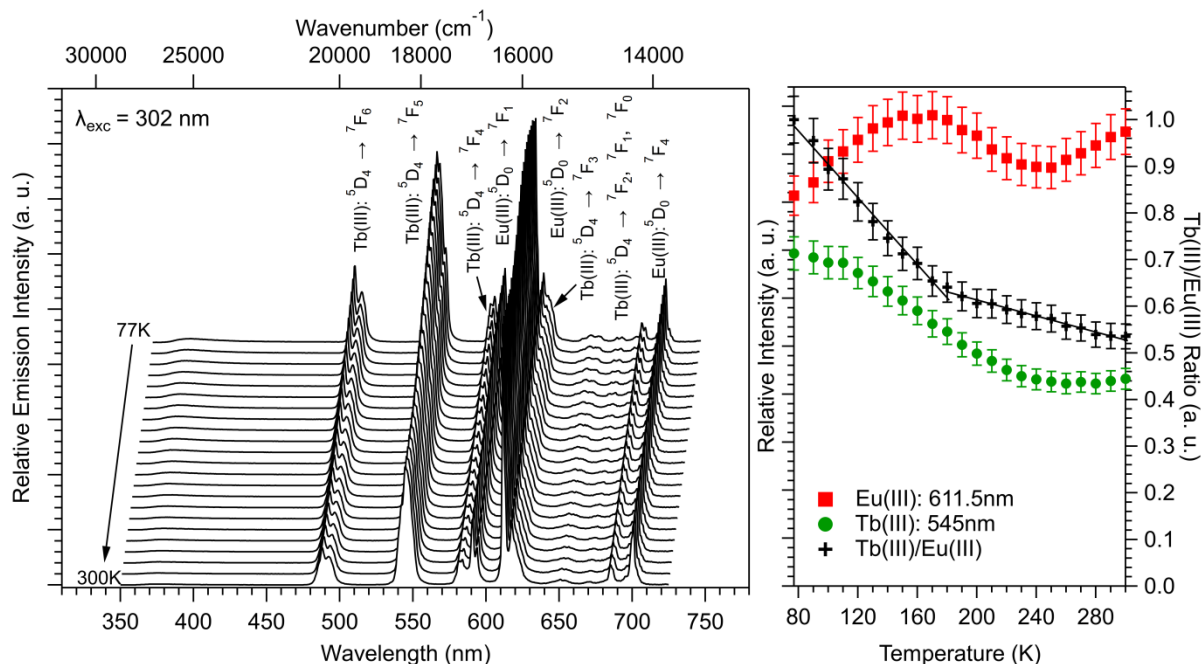 Wavenumber (cm⁻¹)
30000 25000 20000 18000 16000 14000
λexc = 302 nm
Tb(III): ⁵D₄ → ⁷F₆
Tb(III): ⁵D₄ → ⁷F₅
Tb(III): ⁵D₄ → ⁷F₄
Eu(III):⁵D₀ → ⁷F₁
Eu(III):⁵D₀ → ⁷F₂
Tb(III): ⁵D₄ → ⁷F₃
Tb(III): ⁵D₄ → ⁷F₂, ⁷F₁, ⁷F₀
Eu(III):⁵D₀ → ⁷F₄
77K
300K
Relative Emission Intensity (a. u.)
350 400 450 500 550 600 650 700 750
Wavelength (nm)
Relative Intensity (a. u.)
Eu(III): 611.5nm
Tb(III): 545nm
Tb(III)/Eu(III)
1.0
0.9
0.8
0.7
0.6
0.5
0.4
0.3
0.2
0.1
0.0
Tb(III)/Eu(III) Ratio (a. u.)
80 120 160 200 240 280
Temperature (K)